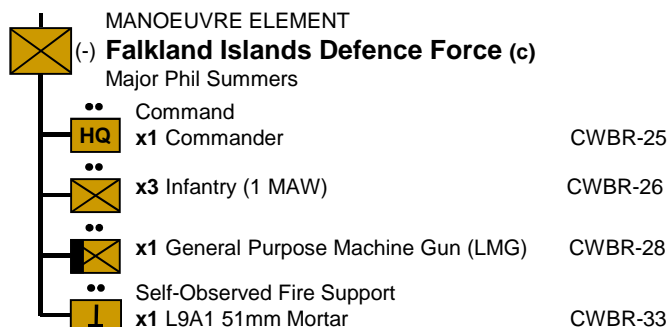 MANOEUVRE ELEMENT
(-) Falkland Islands Defence Force (c)
Major Phil Summers
Command
HQ x1 Commander CWBR-25
x3 Infantry (1 MAW) CWBR-26
x1 General Purpose Machine Gun (LMG) CWBR-28
Self-Observed Fire Support
x1 L9A1 51mm Mortar CWBR-33